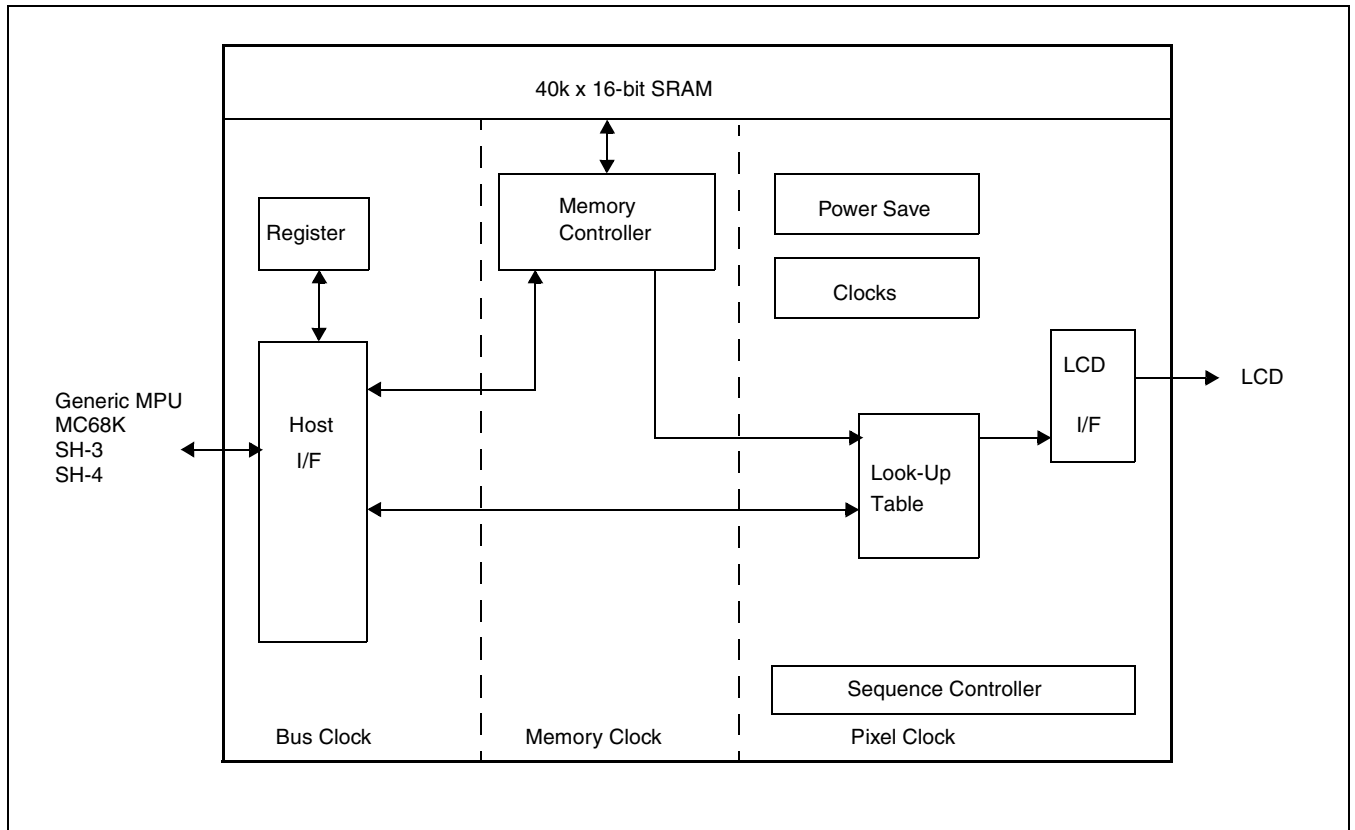 40k x 16-bit SRAM
Register
Memory
Controller
Power Save
Clocks
Generic MPU
MC68K
SH-3
SH-4
Host
I/F
LCD
I/F
LCD
Look-Up
Table
Sequence Controller
Bus Clock
Memory Clock
Pixel Clock